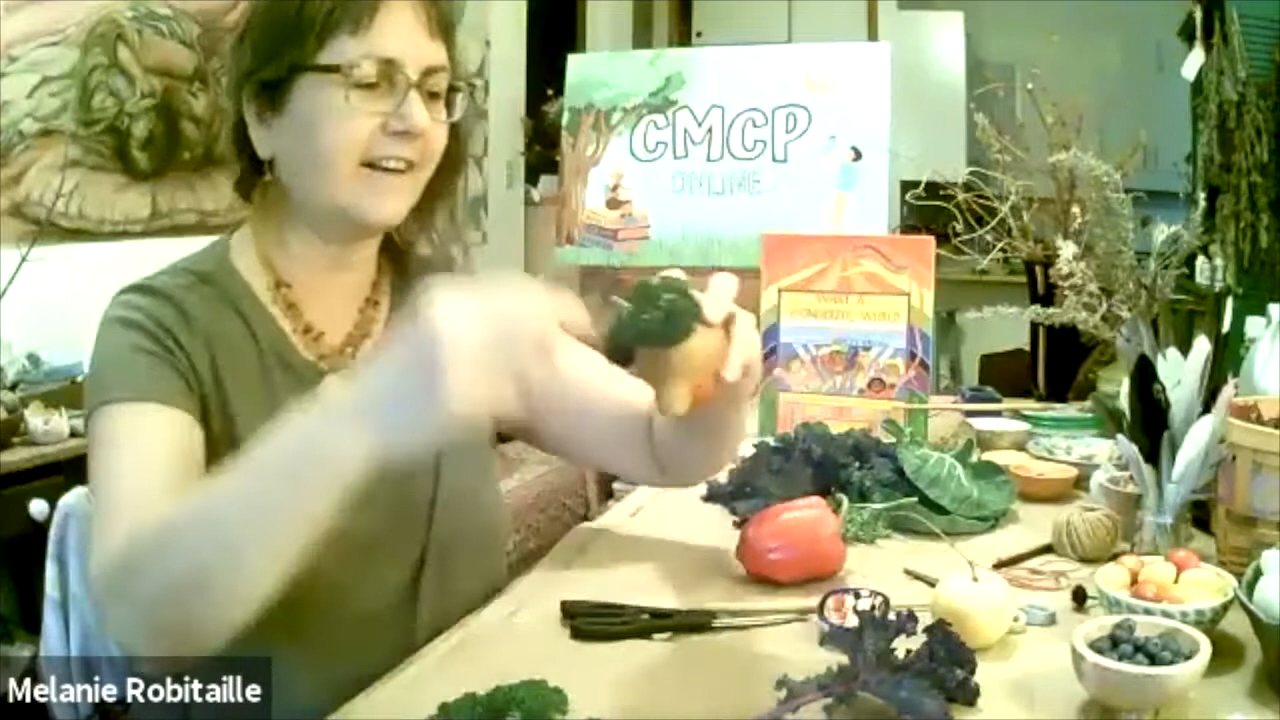 CMCP
ONLINE
WHAT A
WONDERFUL WORLD
Melanie Robitaille